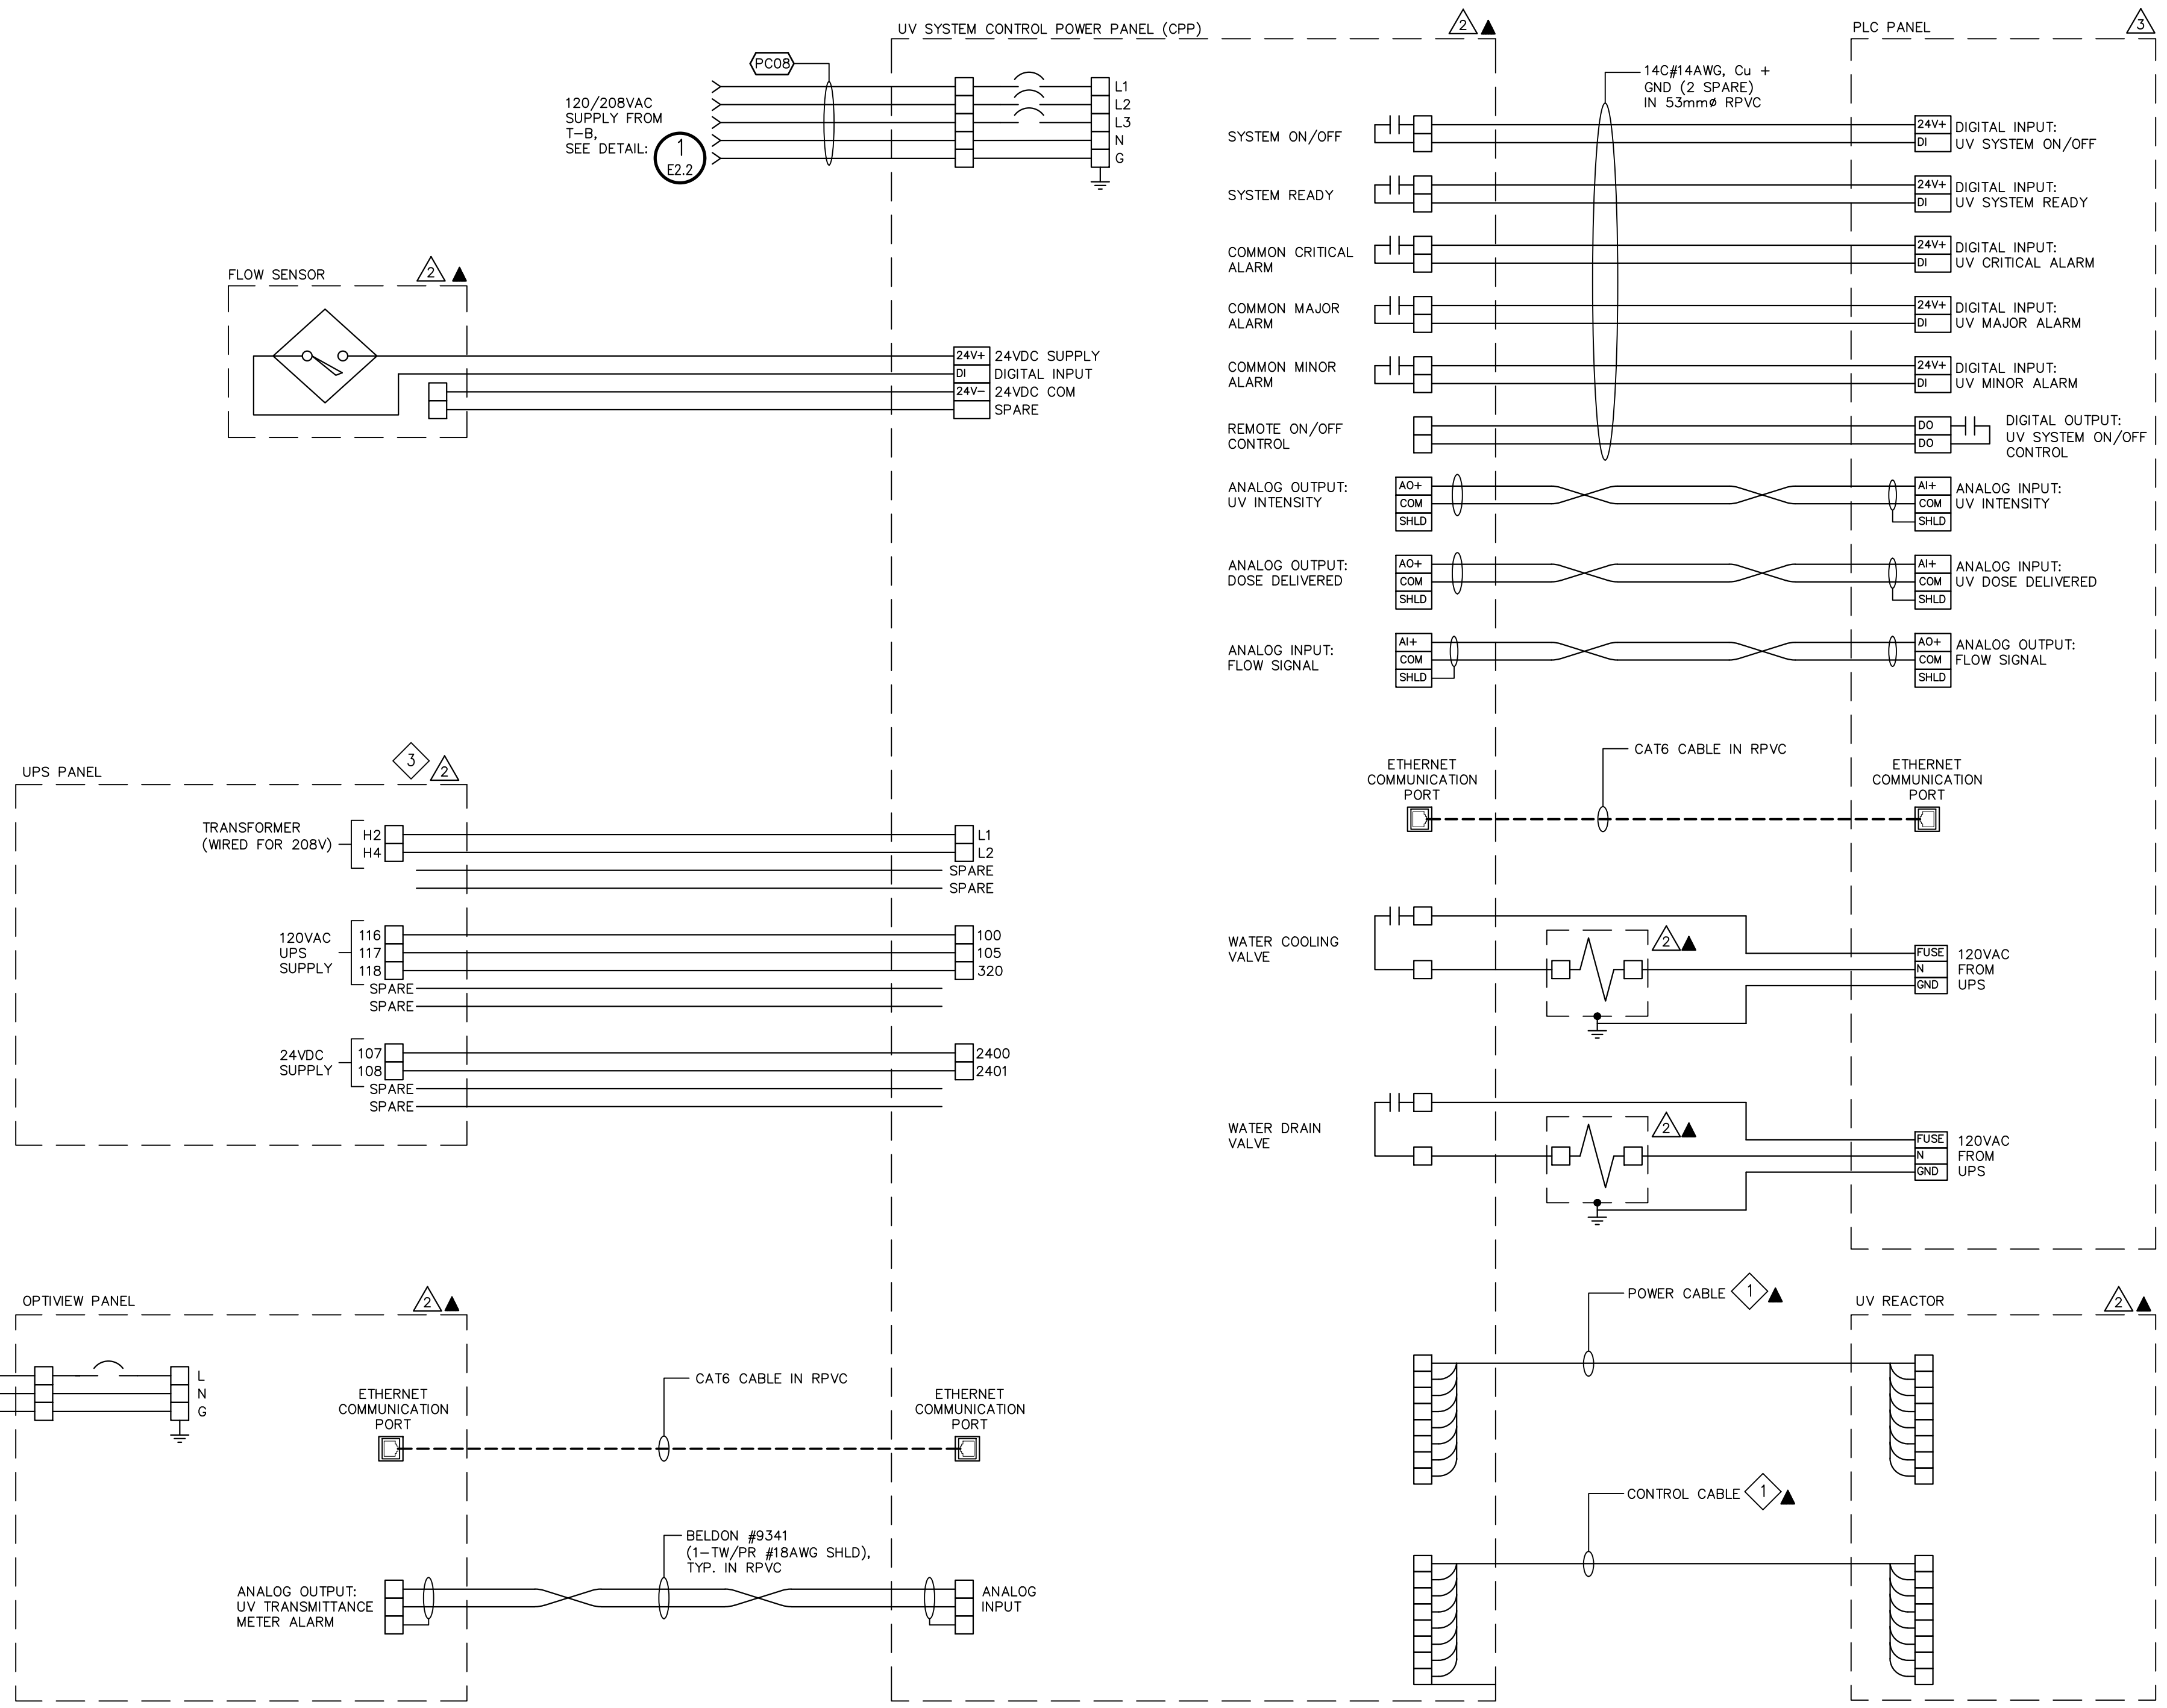 UV SYSTEM CONTROL POWER PANEL (CPP)
2
PLC PANEL
3
PC08
120/208VAC
SUPPLY FROM
T-B,
SEE DETAIL:
1
E2.2
L1
L2
L3
N
G
14C#14AWG, Cu +
GND (2 SPARE)
IN 53mmø RPVC
SYSTEM ON/OFF
24V+
DI
DIGITAL INPUT:
UV SYSTEM ON/OFF
SYSTEM READY
24V+
DI
DIGITAL INPUT:
UV SYSTEM READY
COMMON CRITICAL
ALARM
24V+
DI
DIGITAL INPUT:
UV CRITICAL ALARM
COMMON MAJOR
ALARM
24V+
DI
DIGITAL INPUT:
UV MAJOR ALARM
COMMON MINOR
ALARM
24V+
DI
DIGITAL INPUT:
UV MINOR ALARM
REMOTE ON/OFF
CONTROL
DO
DO
DIGITAL OUTPUT:
UV SYSTEM ON/OFF
CONTROL
FLOW SENSOR
2
24V+
DI
24V-
24VDC SUPPLY
DIGITAL INPUT
24VDC COM
SPARE
ANALOG OUTPUT:
UV INTENSITY
AO+
COM
SHLD
AI+
COM
SHLD
ANALOG INPUT:
UV INTENSITY
ANALOG OUTPUT:
DOSE DELIVERED
AO+
COM
SHLD
AI+
COM
SHLD
ANALOG INPUT:
UV DOSE DELIVERED
ANALOG INPUT:
FLOW SIGNAL
AI+
COM
SHLD
AO+
COM
SHLD
ANALOG OUTPUT:
FLOW SIGNAL
UPS PANEL
3
2
TRANSFORMER
(WIRED FOR 208V)
H2
H4
L1
L2
SPARE
SPARE
120VAC
UPS
SUPPLY
116
117
118
SPARE
SPARE
100
105
320
24VDC
SUPPLY
107
108
SPARE
SPARE
2400
2401
CAT6 CABLE IN RPVC
ETHERNET
COMMUNICATION
PORT
ETHERNET
COMMUNICATION
PORT
WATER COOLING
VALVE
2
FUSE
N
GND
120VAC
FROM
UPS
WATER DRAIN
VALVE
2
FUSE
N
GND
120VAC
FROM
UPS
OPTIVIEW PANEL
2
L
N
G
ETHERNET
COMMUNICATION
PORT
CAT6 CABLE IN RPVC
ETHERNET
COMMUNICATION
PORT
BELDON #9341
(1-TW/PR #18AWG SHLD),
TYP. IN RPVC
ANALOG OUTPUT:
UV TRANSMITTANCE
METER ALARM
ANALOG
INPUT
POWER CABLE
1
UV REACTOR
2
CONTROL CABLE
1